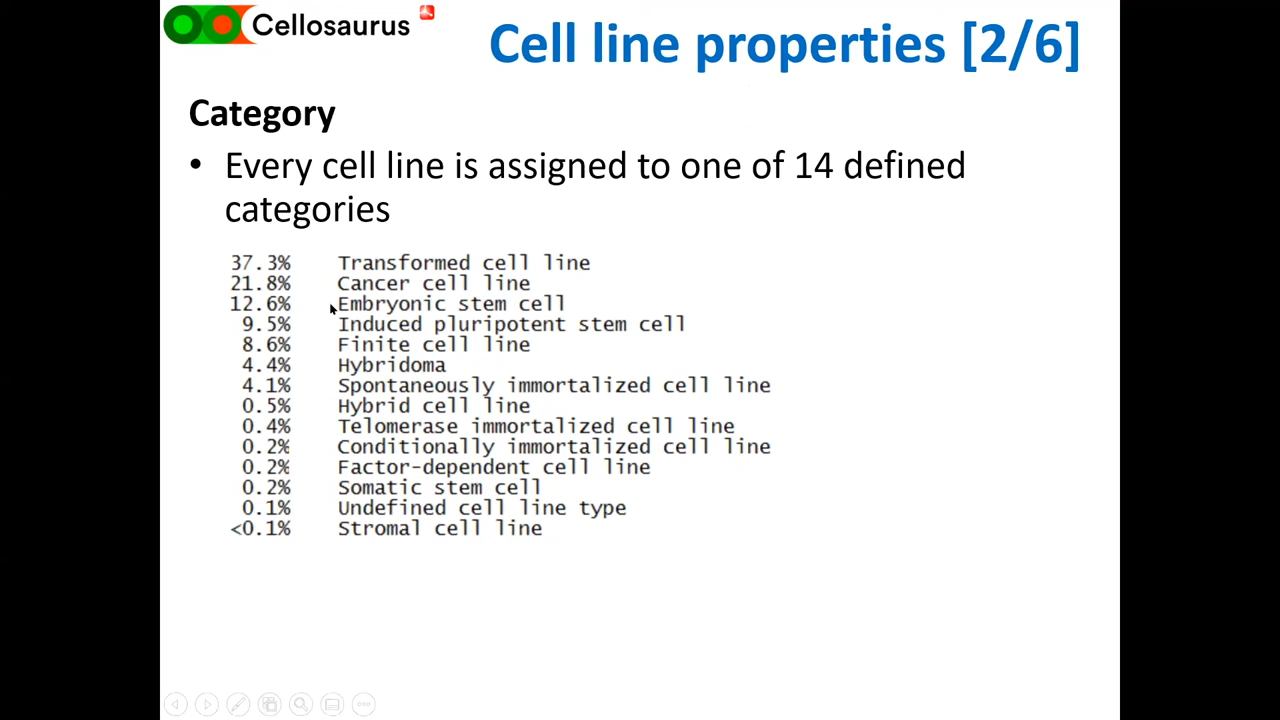 Cellosaurus
Cell line properties [2/6]
Category
• Every cell line is assigned to one of 14 defined
categories
37.3% Transformed cell line
21.8% Cancer cell line
12.6% Embryonic stem cell
9.5% Induced pluripotent stem cell
8.6% Finite cell line
4.4% Hybridoma
4.1% Spontaneously immortalized cell line
0.5% Hybrid cell line
0.4% Telomerase immortalized cell line
0.2% Conditionally immortalized cell line
0.2% Factor-dependent cell line
0.2% Somatic stem cell
0.1% Undefined cell line type
<0.1% Stromal cell line